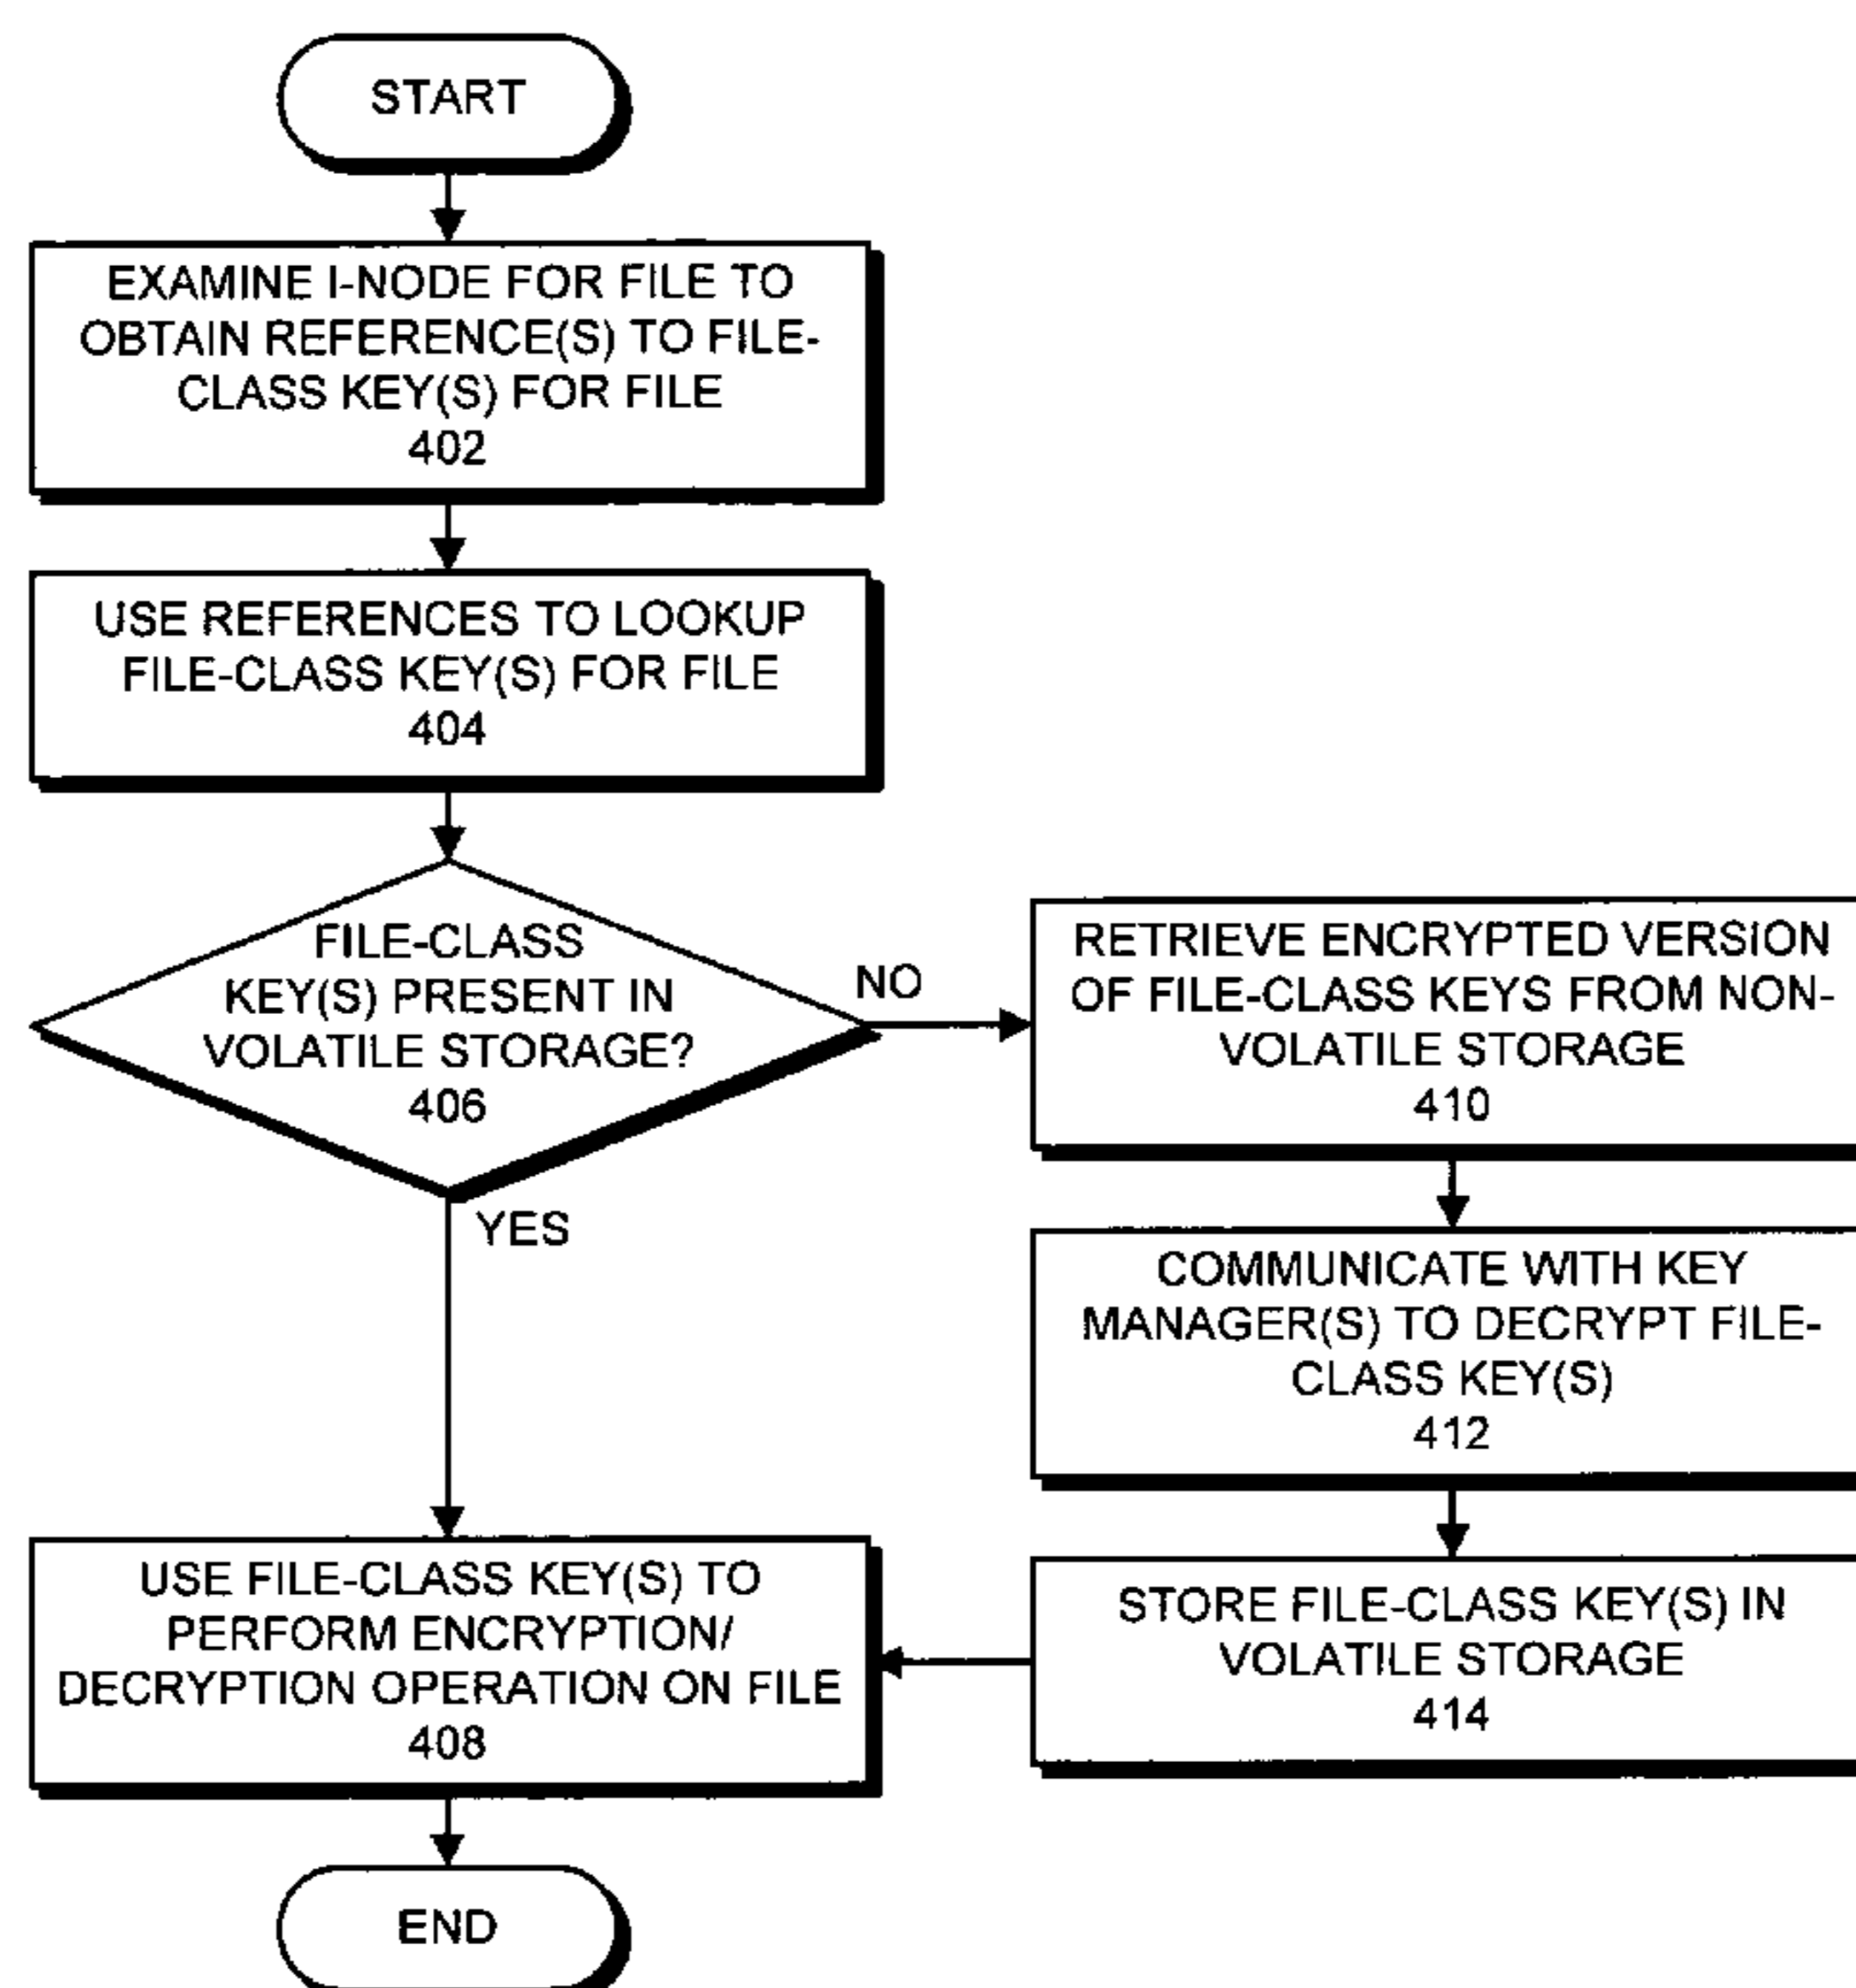 START
EXAMINE I-NODE FOR FILE TO
OBTAIN REFERENCE(S) TO FILE-
CLASS KEY(S) FOR FILE
402
USE REFERENCES TO LOOKUP
FILE-CLASS KEY(S) FOR FILE
404
FILE-CLASS
KEY(S) PRESENT IN
VOLATILE STORAGE?
406
NO
YES
RETRIEVE ENCRYPTED VERSION
OF FILE-CLASS KEYS FROM NON-
VOLATILE STORAGE
410
COMMUNICATE WITH KEY
MANAGER(S) TO DECRYPT FILE-
CLASS KEY(S)
412
STORE FILE-CLASS KEY(S) IN
VOLATILE STORAGE
414
USE FILE-CLASS KEY(S) TO
PERFORM ENCRYPTION/
DECRYPTION OPERATION ON FILE
408
END